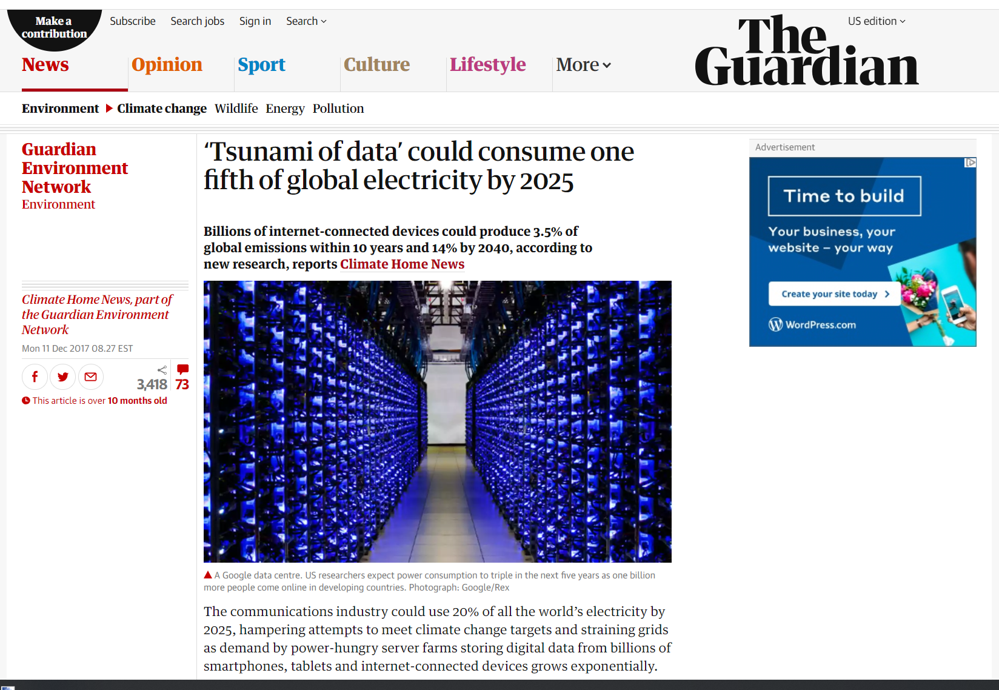 Make a
contribution
Subscribe
Search jobs
Sign in
Search
US edition
The
Guardian
News
Opinion
Sport
Culture
Lifestyle
More
Environment
Climate change
Wildlife
Energy
Pollution
Guardian
Environment
Network
Environment
‘Tsunami of data’ could consume one
fifth of global electricity by 2025
Billions of internet-connected devices could produce 3.5% of
global emissions within 10 years and 14% by 2040, according to
new research, reports Climate Home News
Climate Home News, part of
the Guardian Environment
Network
Mon 11 Dec 2017 08.27 EST
3,418
73
This article is over 10 months old
A Google data centre. US researchers expect power consumption to triple in the next five years as one billion
more people come online in developing countries. Photograph: Google/Rex
The communications industry could use 20% of all the world’s electricity by
2025, hampering attempts to meet climate change targets and straining grids
as demand by power-hungry server farms storing digital data from billions of
smartphones, tablets and internet-connected devices grows exponentially.
Advertisement
Time to build
Your business, your
website – your way
Create your site today
WordPress.com